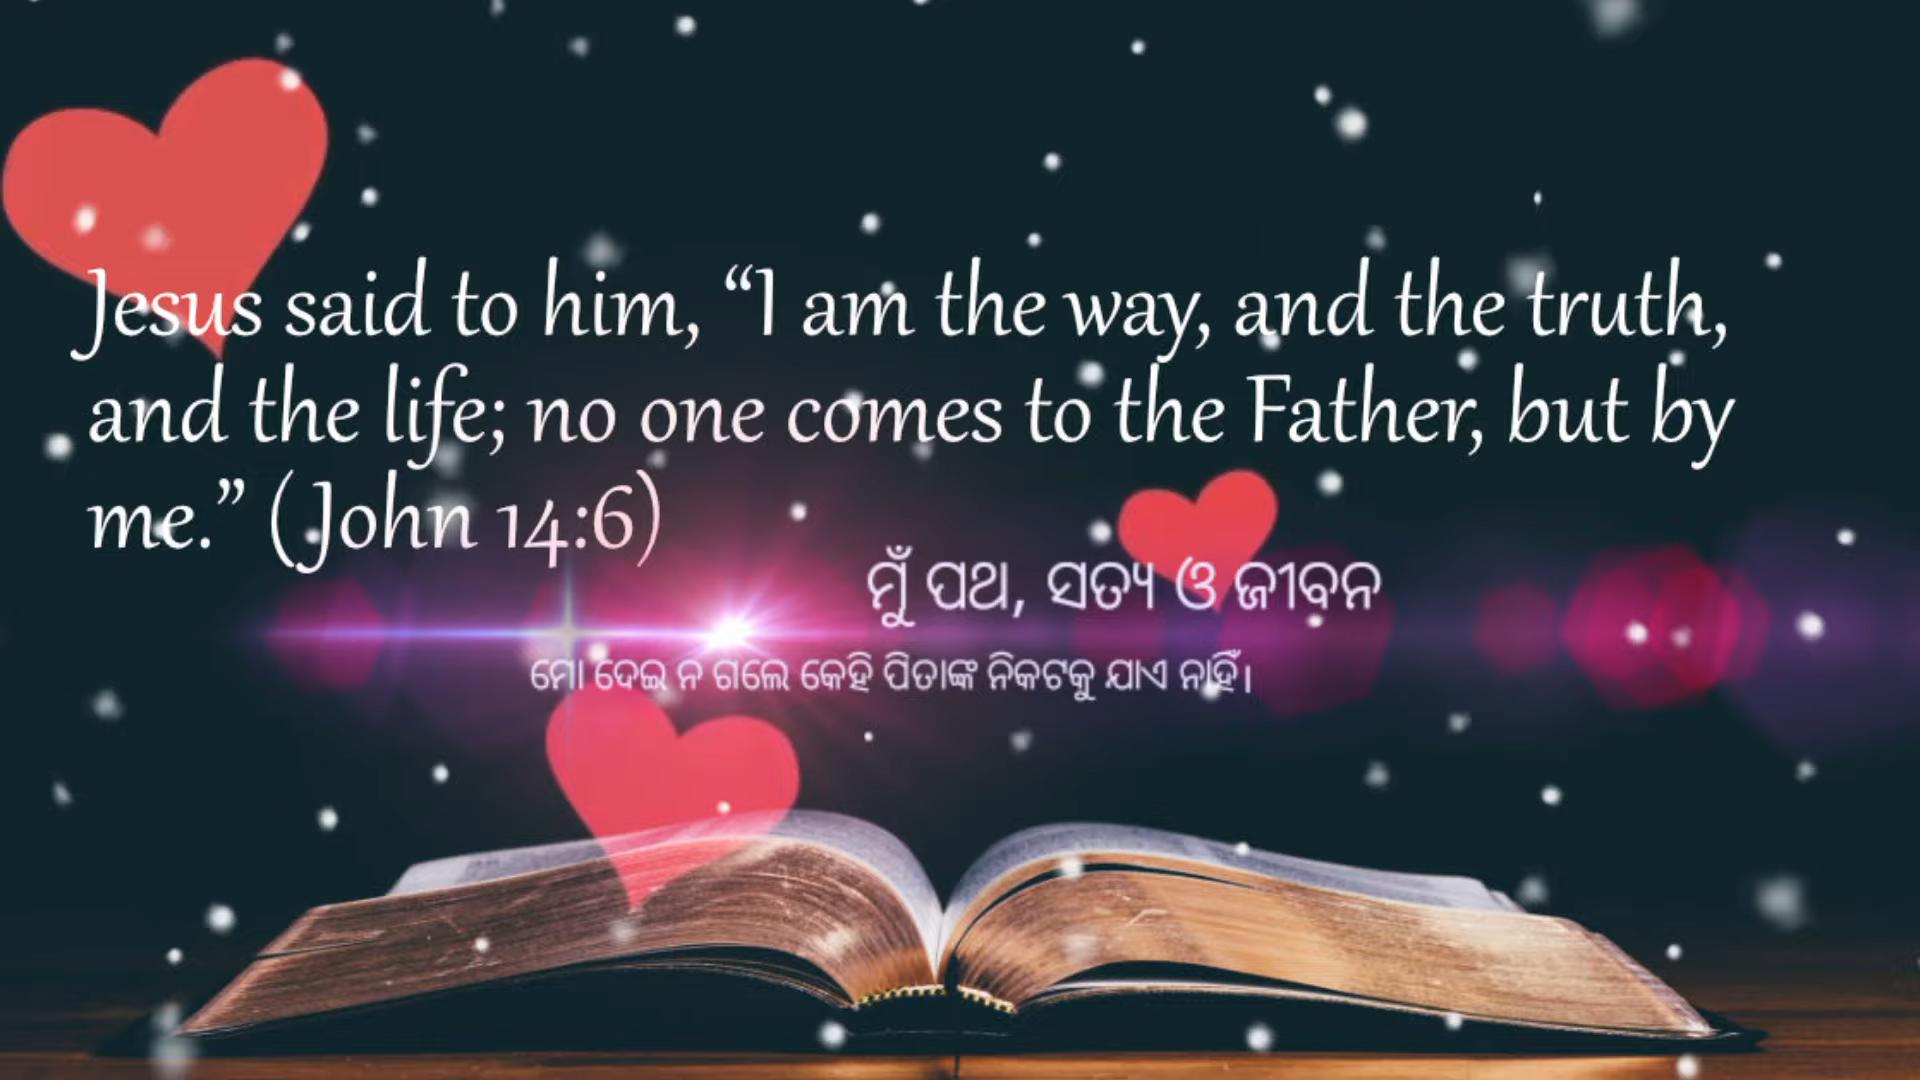 Jesus said to him, “I am the way, and the truth,
and the life; no one comes to the Father, but by
me.” (John 14:6)
ମୁଁ ପଥ, ସତ୍ୟ ଓ ଜୀବନ
ମୋ ଦେଇ ନ ଗଲେ କେହି ପିତାଙ୍କ ନିକଟକୁ ଯାଏ ନାହିଁ।